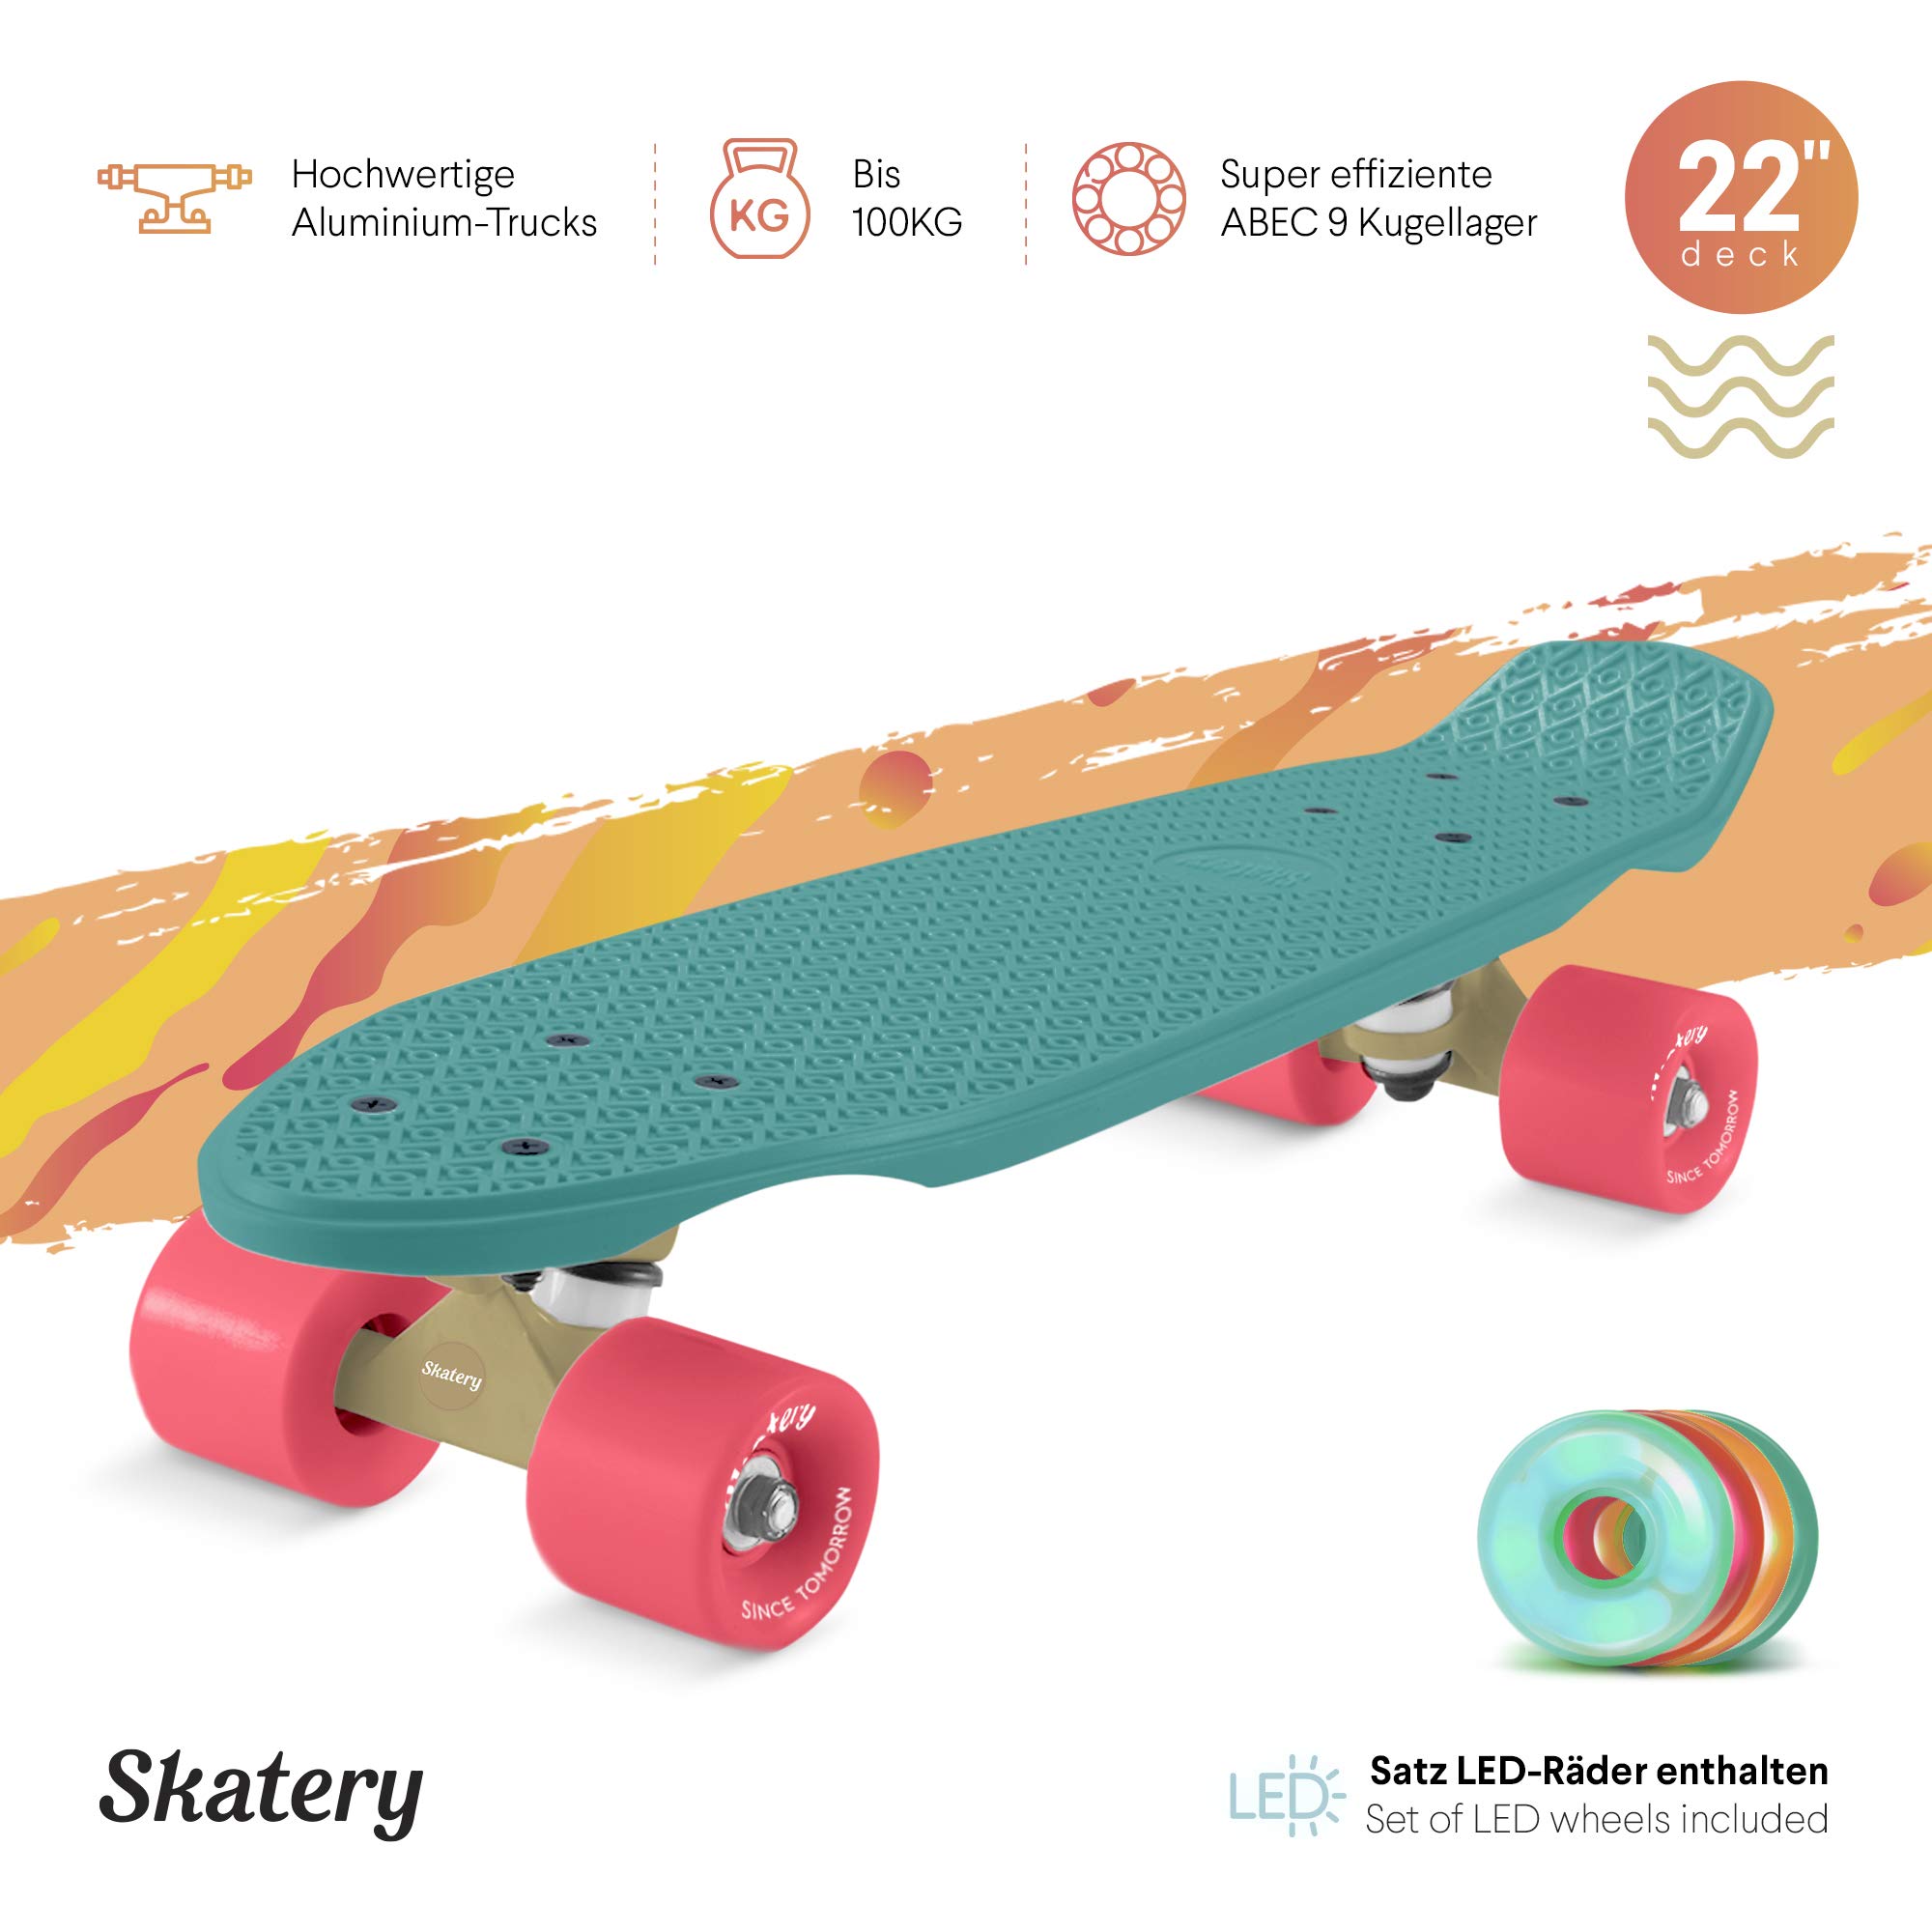 Hochwertige
Aluminium-Trucks
KG
Bis
100KG
Super effiziente
ABEC 9 Kugellager
22"
deck
SINCE TOMORROW
Skatery
SINCE TOMORROW
Skatery
LED
Satz LED-Räder enthalten
Set of LED wheels included